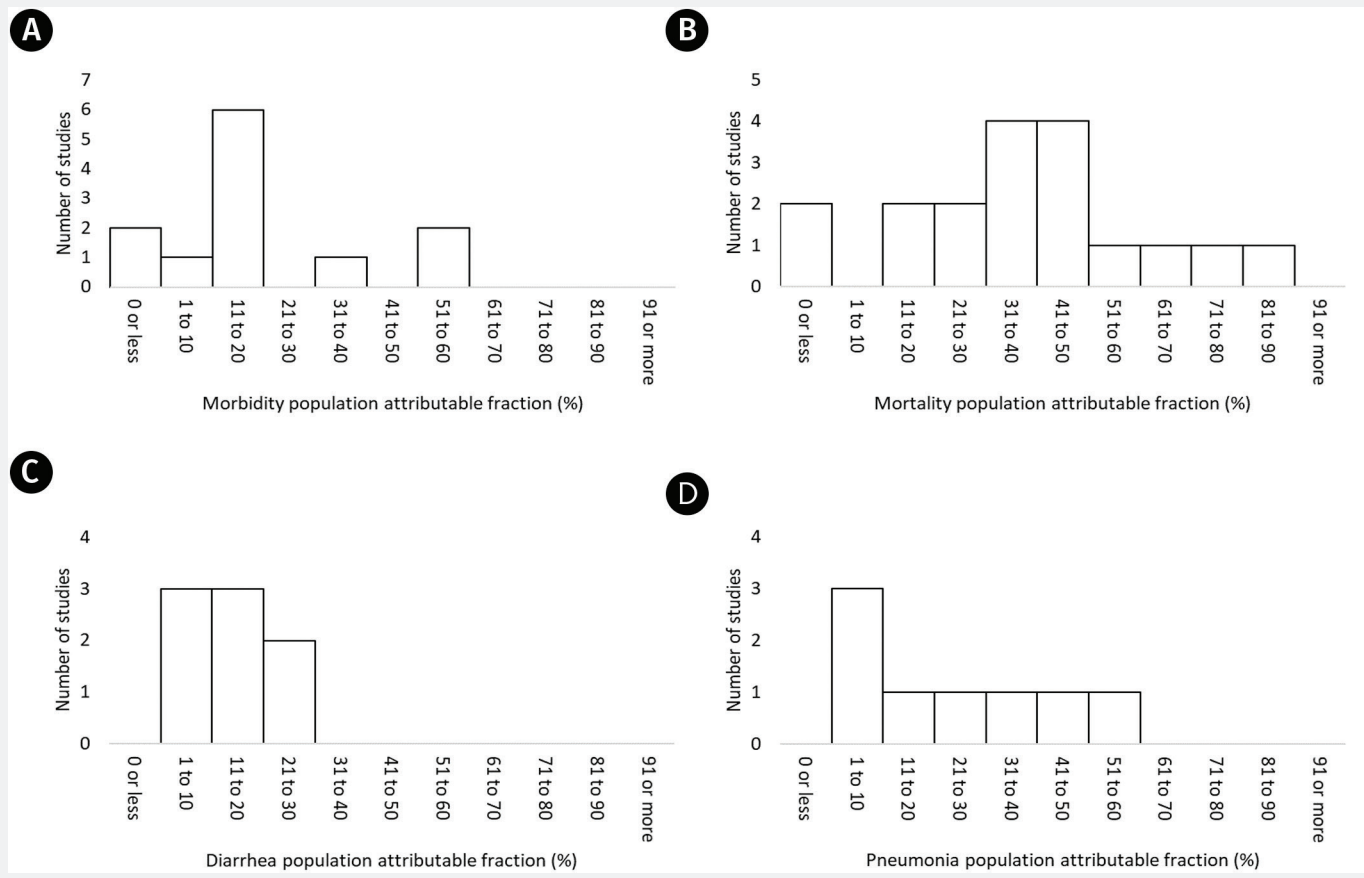 A
7
6
5
4
3
2
1
0
Number of studies
0 or less
1 to 10
11 to 20
21 to 30
31 to 40
41 to 50
51 to 60
61 to 70
71 to 80
81 to 90
91 or more
Morbidity population attributable fraction (%)
B
5
4
3
2
1
0
Number of studies
0 or less
1 to 10
11 to 20
21 to 30
31 to 40
41 to 50
51 to 60
61 to 70
71 to 80
81 to 90
91 or more
Mortality population attributable fraction (%)
C
4
3
2
1
0
Number of studies
0 or less
1 to 10
11 to 20
21 to 30
31 to 40
41 to 50
51 to 60
61 to 70
71 to 80
81 to 90
91 or more
Diarrhea population attributable fraction (%)
D
4
3
2
1
0
Number of studies
0 or less
1 to 10
11 to 20
21 to 30
31 to 40
41 to 50
51 to 60
61 to 70
71 to 80
81 to 90
91 or more
Pneumonia population attributable fraction (%)